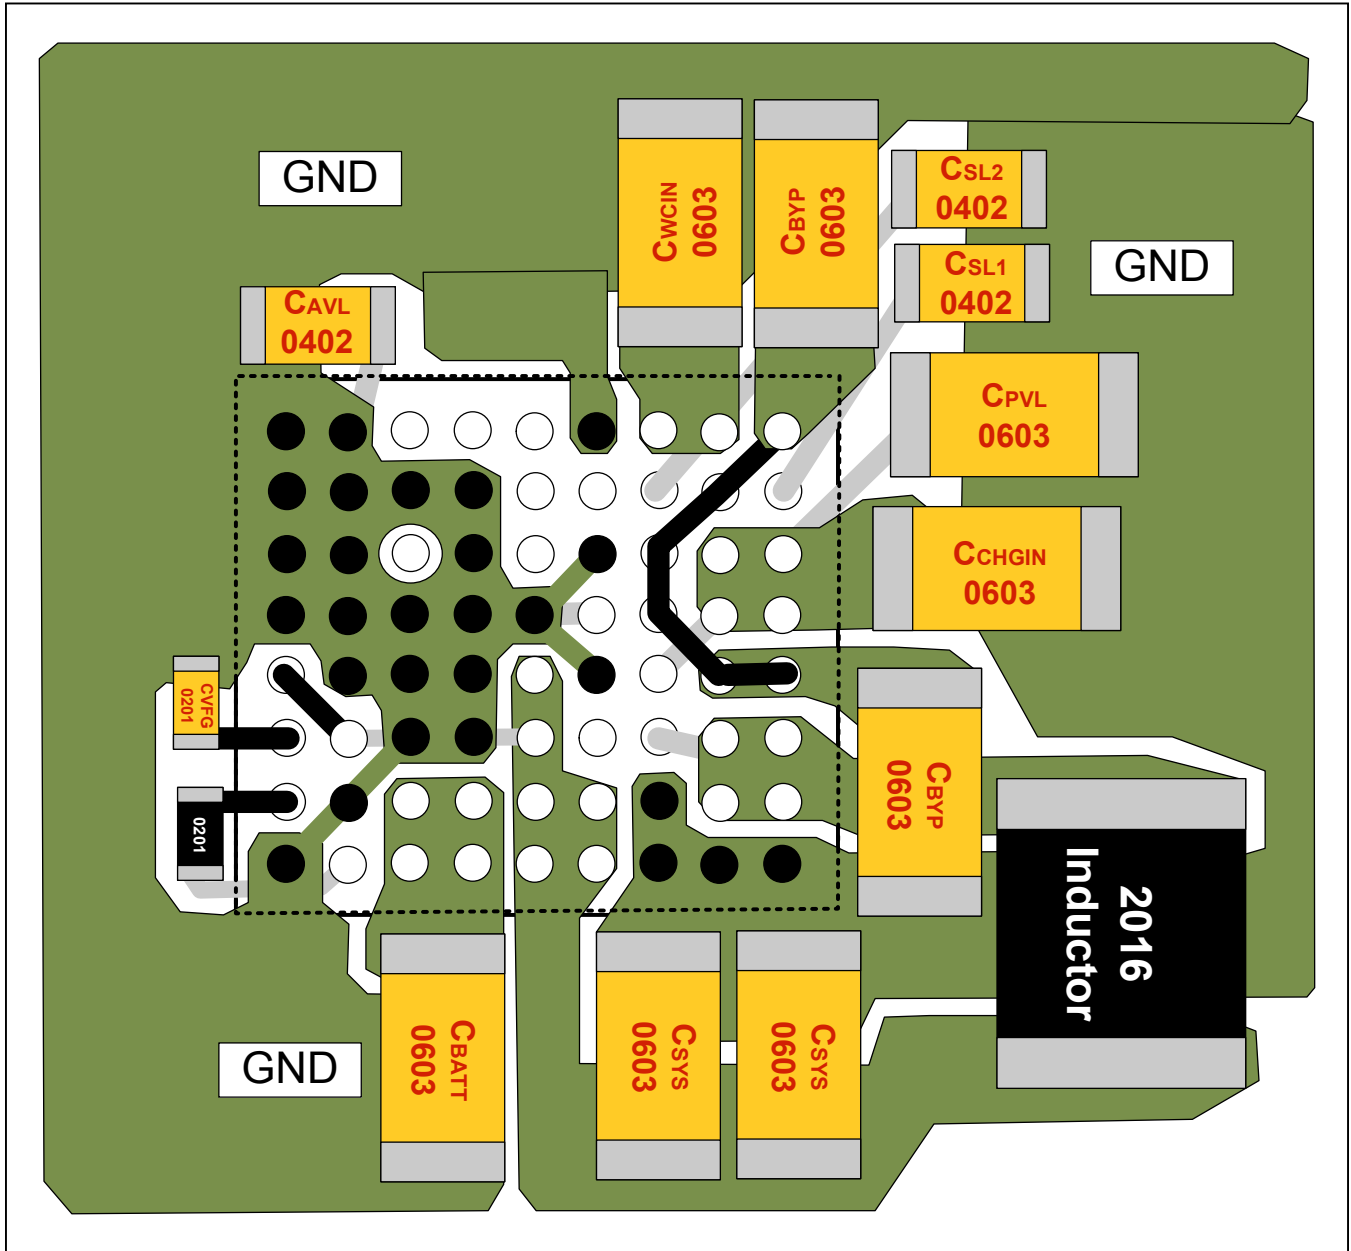 GND
CWCIN
0603
CBYP
0603
CSL2
0402
CSL1
0402
GND
CAVL
0402
CPVL
0603
CCHGIN
0603
CVFG
0201
0201
CBYP
0603
2016
Inductor
GND
CBATT
0603
CSYS
0603
CSYS
0603